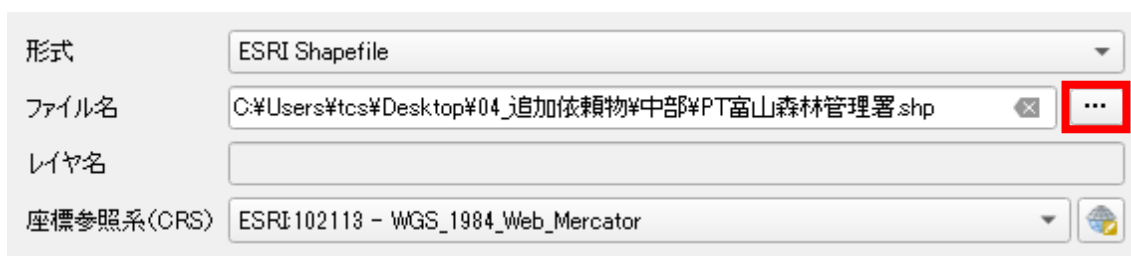 形式 ESRI Shapefile
ファイル名 C:¥Users¥tcs¥Desktop¥04_追加依頼物¥中部¥PT富山森林管理署.shp ...
レイヤ名
座標参照系(CRS) ESRI:102113 - WGS_1984_Web_Mercator